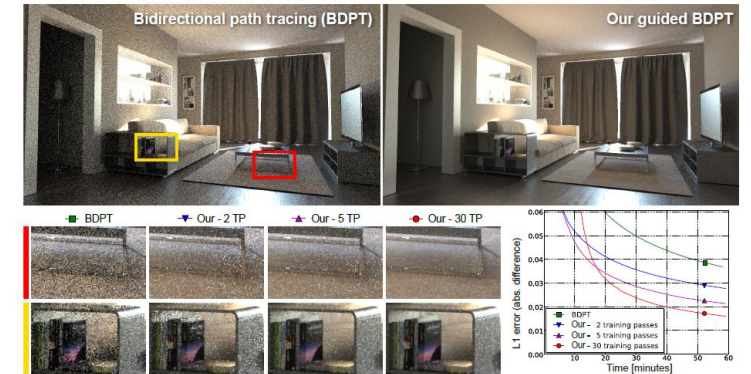 Bidirectional path tracing (BDPT)
Our guided BDPT
BDPT
Our - 2 TP
Our - 5 TP
Our - 30 TP
L1 error (abs. difference)
0.06
0.05
0.04
0.03
0.02
0.01
0.00
BDPT
Our - 2 training passes
Our - 5 training passes
Our - 30 training passes
10 20 30 40 50 60
Time [minutes]